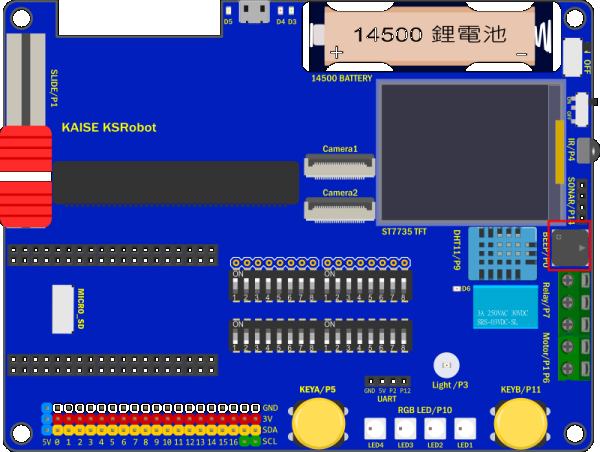 D5
D4 D3
14500 鋰電池
+ −
14500 BATTERY
OFF
SLIDE/P1
KAISE KSRobot
ON
OFF
IR/P4
Camera1
Camera2
SONAR/P14
ST7735 TFT
DHT11/P9
BEEP/P0
D6
Relay/P7
3A 250VAC 30VDC
SRS-03VDC-SL
Motor/P1 P6
MICRO_SD
ON ON
1 2 3 4 5 6 7 8 1 2 3 4 5 6 7 8
ON ON
1 2 3 4 5 6 7 8 1 2 3 4 5 6 7 8
Light /P3
KEYA/P5
GND 5V P2 P12
UART
KEYB/P11
RGB LED/P10
LED4 LED3 LED2 LED1
GND
3V
SDA
5V 0 1 2 3 4 5 6 7 8 9 10 11 12 13 14 15 16 SCL